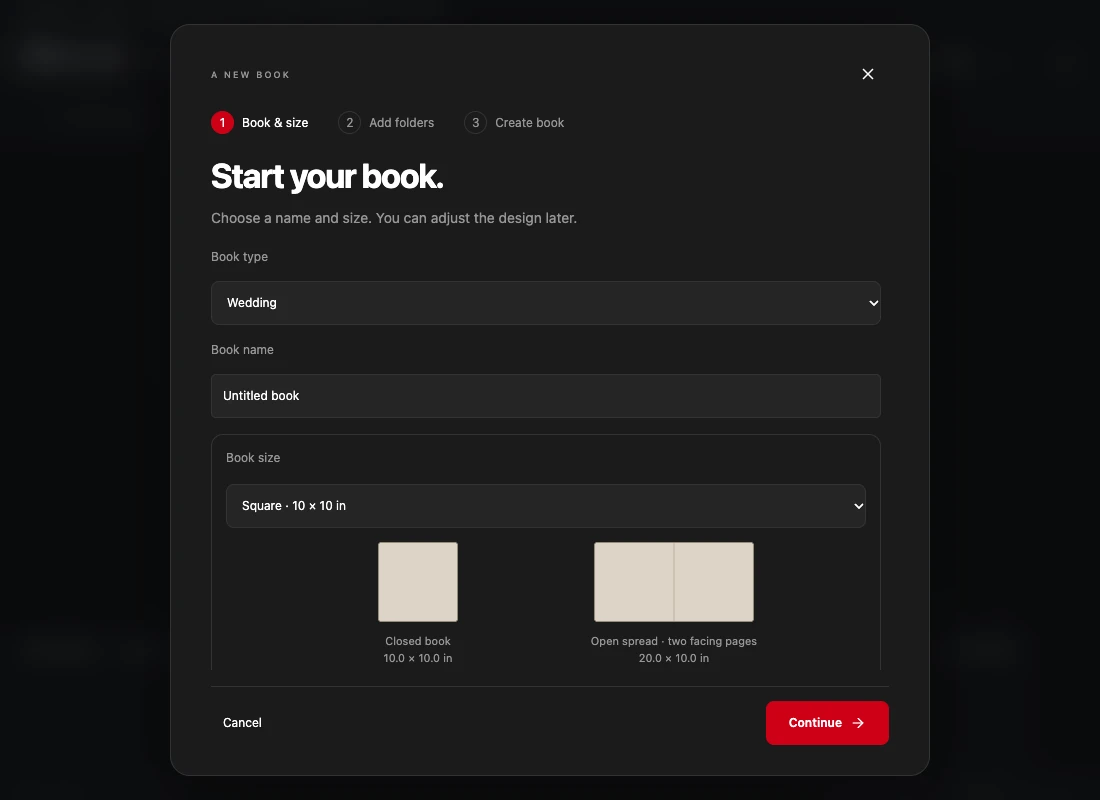 A NEW BOOK
1 Book & size 2 Add folders 3 Create book
Start your book.
Choose a name and size. You can adjust the design later.
Book type
Wedding
Book name
Untitled book
Book size
Square · 10 × 10 in
Closed book
10.0 × 10.0 in
Open spread · two facing pages
20.0 × 10.0 in
Cancel
Continue →